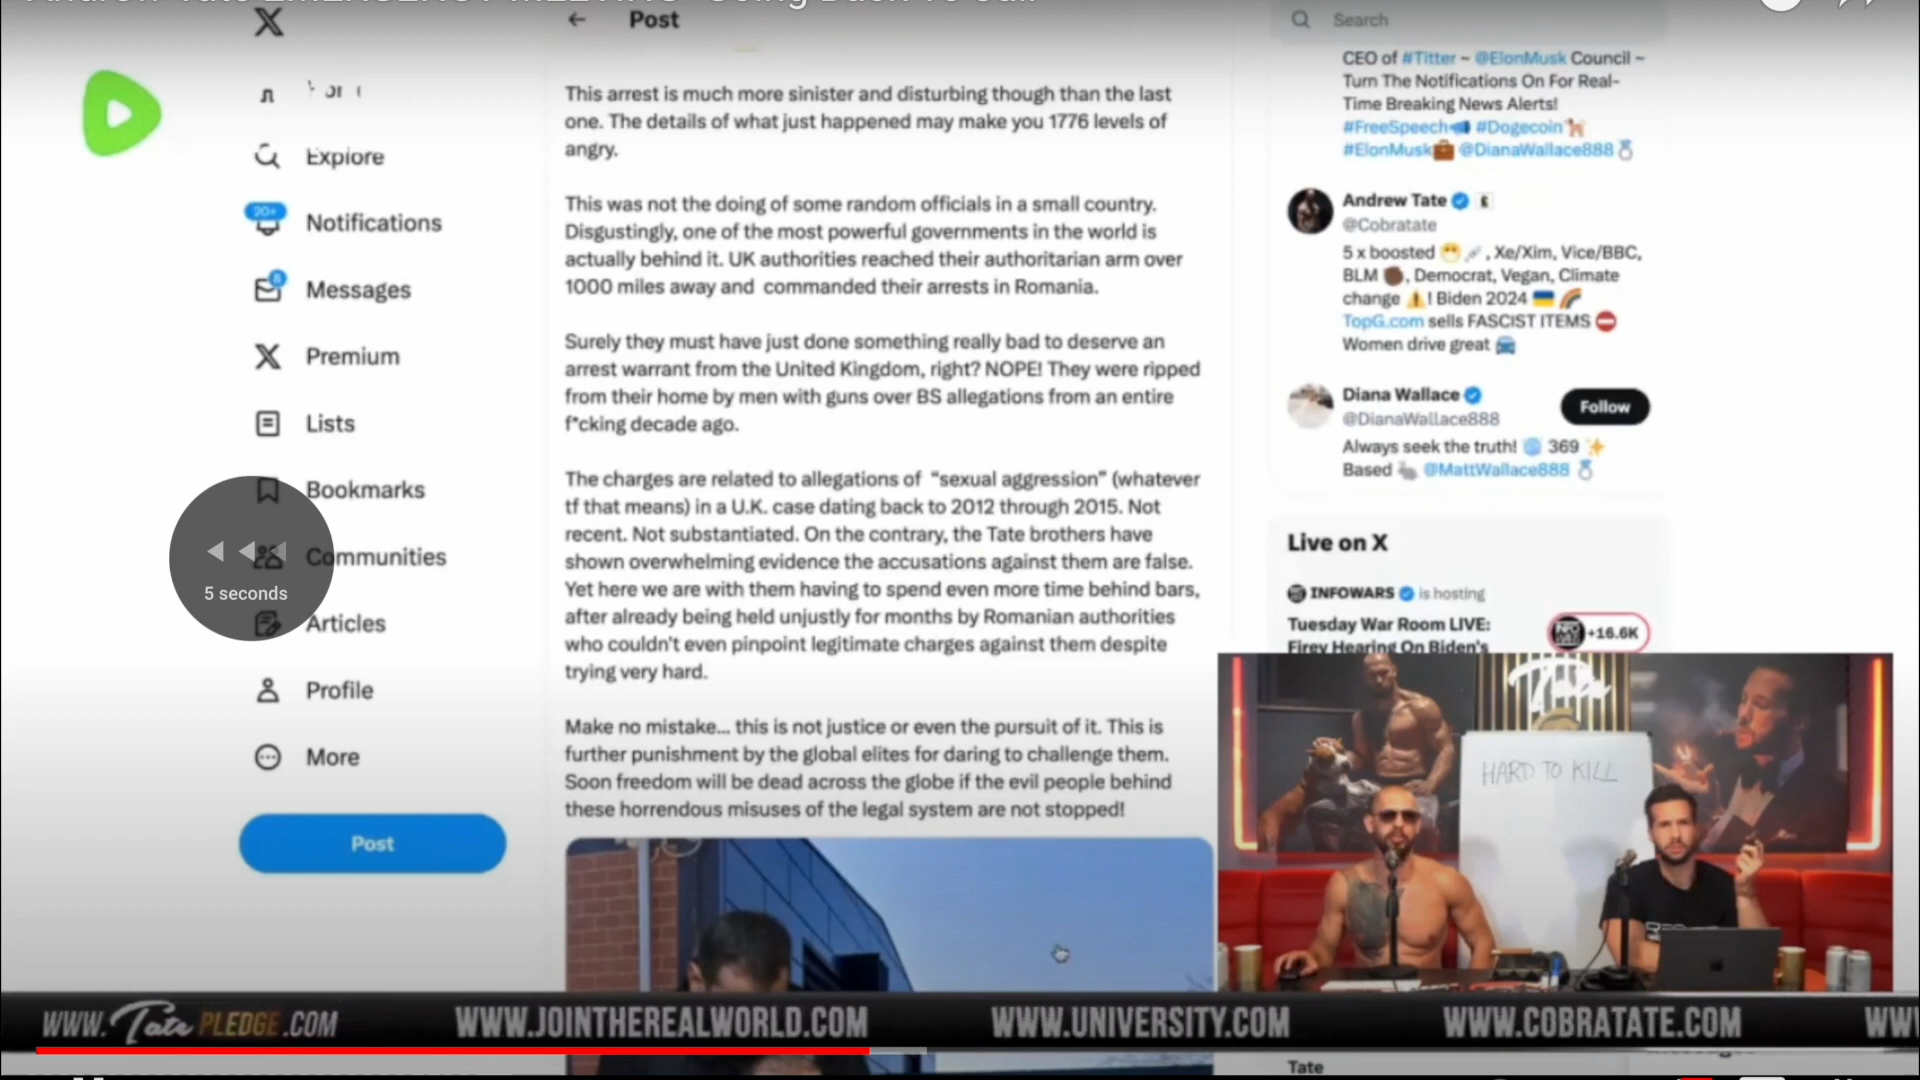 Post
Search
Explore
20+
Notifications
8
Messages
Premium
Lists
Bookmarks
Communities
5 seconds
Articles
Profile
More
Post
This arrest is much more sinister and disturbing though than the last
one. The details of what just happened may make you 1776 levels of
angry.
This was not the doing of some random officials in a small country.
Disgustingly, one of the most powerful governments in the world is
actually behind it. UK authorities reached their authoritarian arm over
1000 miles away and commanded their arrests in Romania.
Surely they must have just done something really bad to deserve an
arrest warrant from the United Kingdom, right? NOPE! They were ripped
from their home by men with guns over BS allegations from an entire
f*cking decade ago.
The charges are related to allegations of “sexual aggression” (whatever
tf that means) in a U.K. case dating back to 2012 through 2015. Not
recent. Not substantiated. On the contrary, the Tate brothers have
shown overwhelming evidence the accusations against them are false.
Yet here we are with them having to spend even more time behind bars,
after already being held unjustly for months by Romanian authorities
who couldn't even pinpoint legitimate charges against them despite
trying very hard.
Make no mistake... this is not justice or even the pursuit of it. This is
further punishment by the global elites for daring to challenge them.
Soon freedom will be dead across the globe if the evil people behind
these horrendous misuses of the legal system are not stopped!
CEO of #Titter ~ @ElonMusk Council ~
Turn The Notifications On For Real-
Time Breaking News Alerts!
#FreeSpeech📣 #Dogecoin🐕
#ElonMusk💼 @DianaWallace888💍
Andrew Tate
@Cobratate
5 x boosted 😷💉, Xe/Xim, Vice/BBC,
BLM ✊🏿, Democrat, Vegan, Climate
change ⚠️! Biden 2024 🇺🇦 🌈
TopG.com sells FASCIST ITEMS ⛔
Women drive great 🚘
Diana Wallace
@DianaWallace888
Follow
Always seek the truth! 🌀 369 ✨
Based 🦾 @MattWallace888 💍
Live on X
INFOWARS is hosting
Tuesday War Room LIVE:
Firey Hearing On Biden's
+16.6K
Tate
HARD TO KILL
WWW.Tate PLEDGE.COM
WWW.JOINTHEREALWORLD.COM
WWW.UNIVERSITY.COM
WWW.COBRATATE.COM
WW
Tate